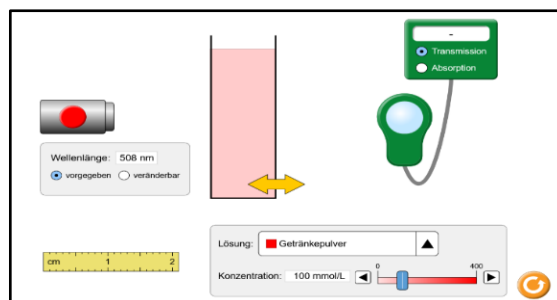 -
Transmission
Absorption
Wellenlänge: 508 nm
vorgegeben veränderbar
cm 1 2
Lösung: Getränkepulver
0 400
Konzentration: 100 mmol/L